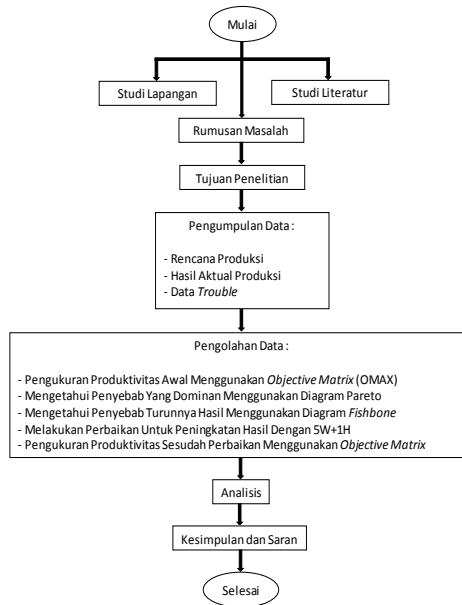 Mulai
Studi Lapangan
Studi Literatur
Rumusan Masalah
Tujuan Penelitian
Pengumpulan Data :
- Rencana Produksi
- Hasil Aktual Produksi
- Data Trouble
Pengolahan Data :
- Pengukuran Produktivitas Awal Menggunakan Objective Matrix (OMAX)
- Mengetahui Penyebab Yang Dominan Menggunakan Diagram Pareto
- Mengetahui Penyebab Turunnya Hasil Menggunakan Diagram Fishbone
- Melakukan Perbaikan Untuk Peningkatan Hasil Dengan 5W+1H
- Pengukuran Produktivitas Sesudah Perbaikan Menggunakan Objective Matrix
Analisis
Kesimpulan dan Saran
Selesai